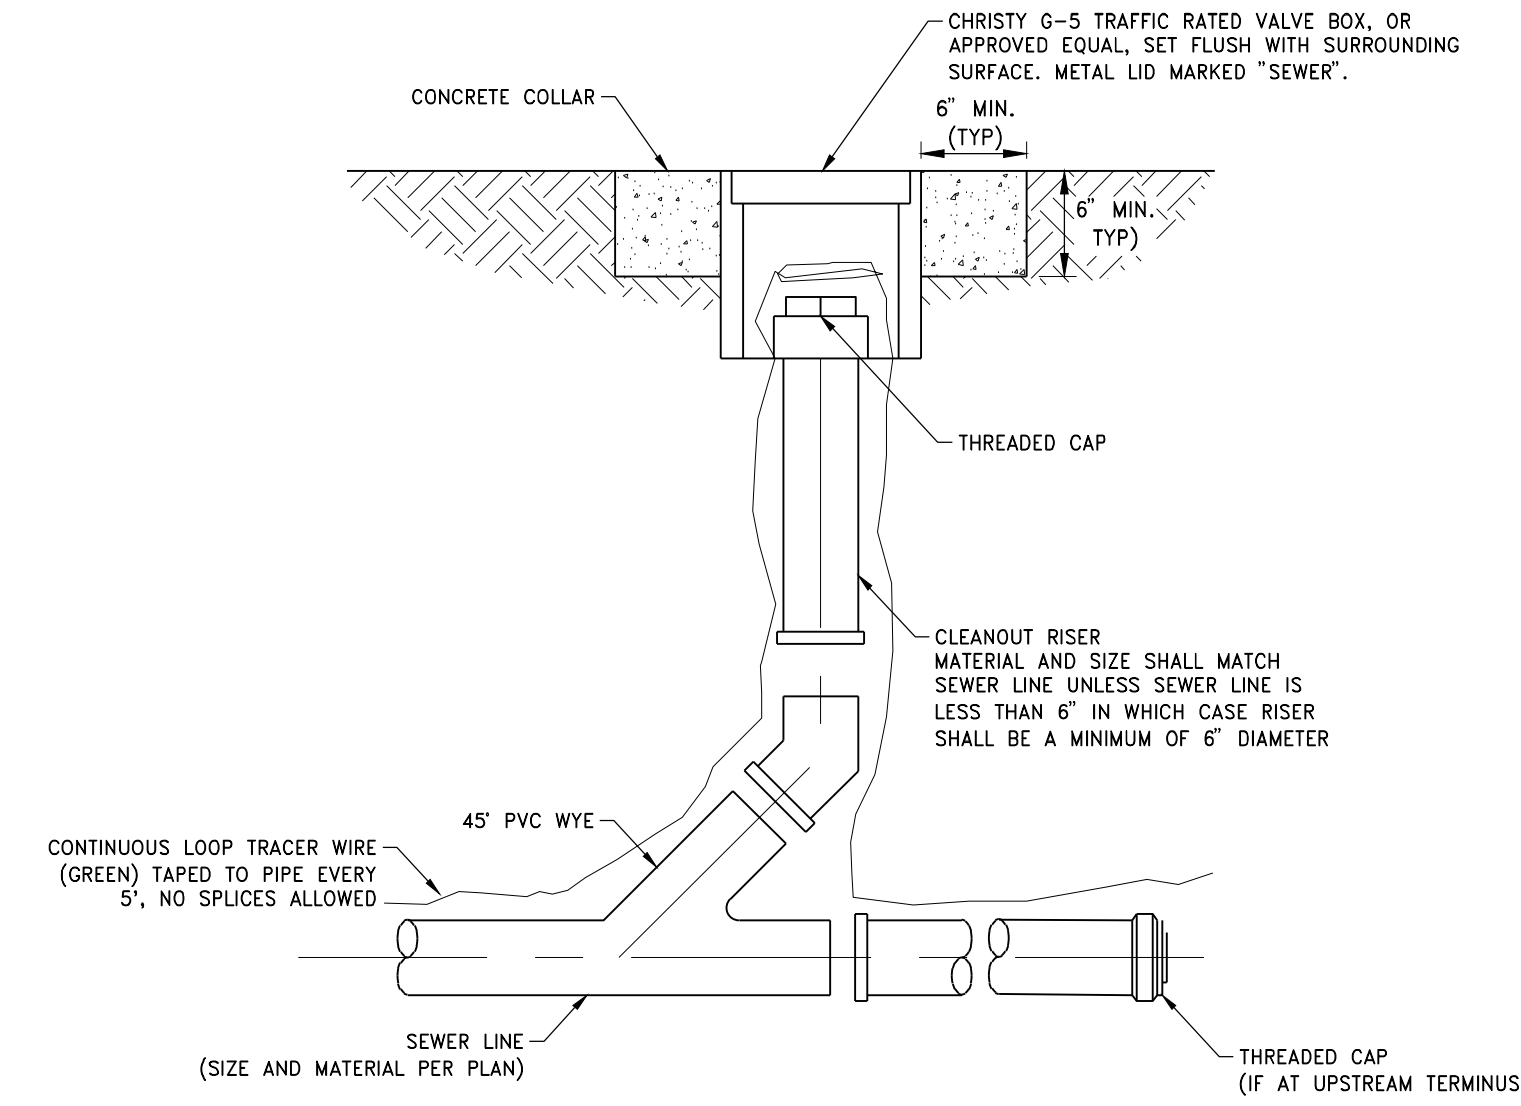 CHRISTY G-5 TRAFFIC RATED VALVE BOX, OR
APPROVED EQUAL, SET FLUSH WITH SURROUNDING
SURFACE. METAL LID MARKED "SEWER".
CONCRETE COLLAR
6" MIN.
(TYP)
6" MIN.
TYP)
THREADED CAP
CLEANOUT RISER
MATERIAL AND SIZE SHALL MATCH
SEWER LINE UNLESS SEWER LINE IS
LESS THAN 6" IN WHICH CASE RISER
SHALL BE A MINIMUM OF 6" DIAMETER
45° PVC WYE
CONTINUOUS LOOP TRACER WIRE
(GREEN) TAPED TO PIPE EVERY
5', NO SPLICES ALLOWED
SEWER LINE
(SIZE AND MATERIAL PER PLAN)
THREADED CAP
(IF AT UPSTREAM TERMINUS